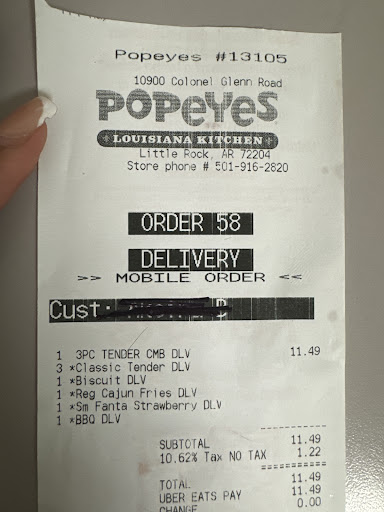 Popeyes #13105
10900 Colonel Glenn Road
POPEYES
LOUISIANA KITCHEN
Little Rock, AR 72204
Store phone # 501-916-2820
ORDER 58
DELIVERY
>> MOBILE ORDER <<
Cust:
1 3PC TENDER CMB DLV 11.49
3 *Classic Tender DLV
1 *Biscuit DLV
1 *Reg Cajun Fries DLV
1 *Sm Fanta Strawberry DLV
1 *BBQ DLV
SUBTOTAL 11.49
10.62% Tax NO TAX 1.22
TOTAL 11.49
UBER EATS PAY 11.49
CHANGE 0.00